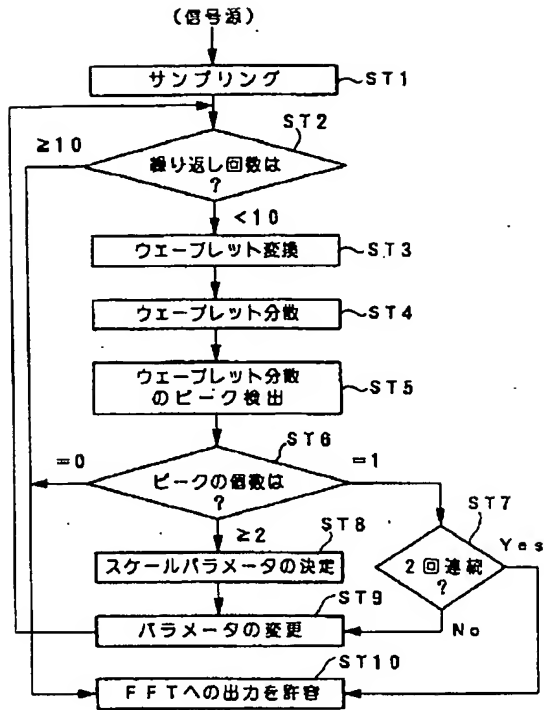 (信号源)
サンプリング
ST1
ST2
≥10
繰り返し回数は
?
<10
ウェーブレット変換
ST3
ウェーブレット分散
ST4
ウェーブレット分散
のピーク検出
ST5
ST6
=0
ピークの個数は
?
=1
ST7
≥2
ST8
2回連続
?
Yes
スケールパラメータの決定
ST9
パラメータの変更
No
ST10
FFTへの出力を許容